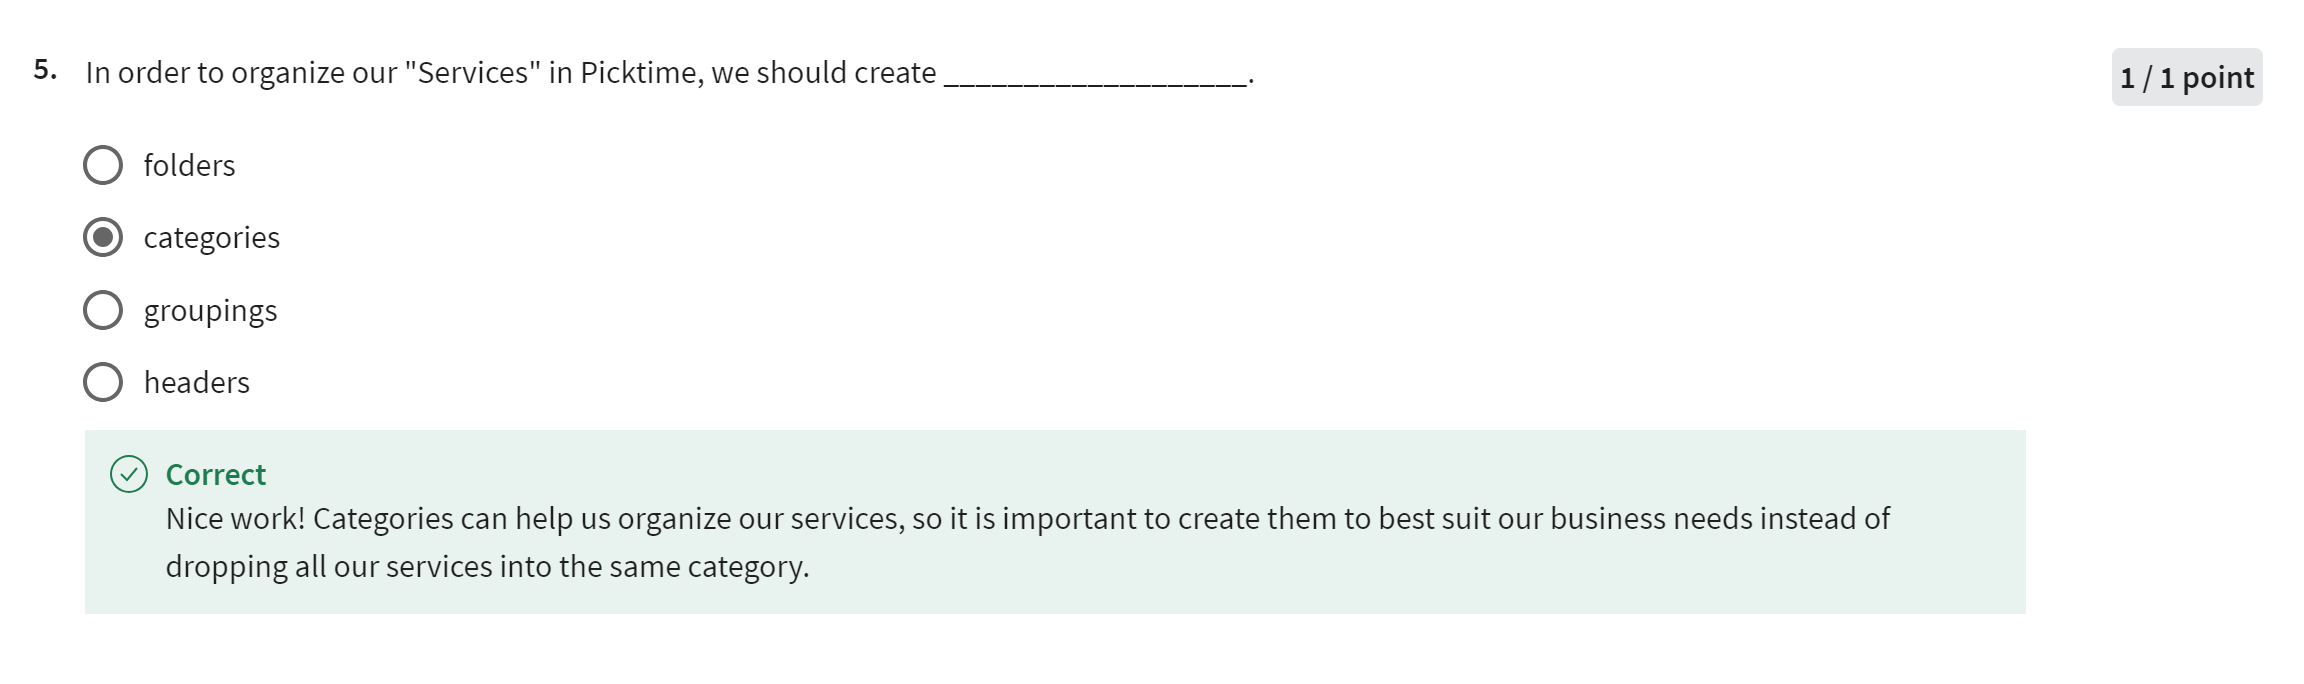 5. In order to organize our "Services" in Picktime, we should create ___________________.
1 / 1 point
folders
categories
groupings
headers
Correct
Nice work! Categories can help us organize our services, so it is important to create them to best suit our business needs instead of
dropping all our services into the same category.